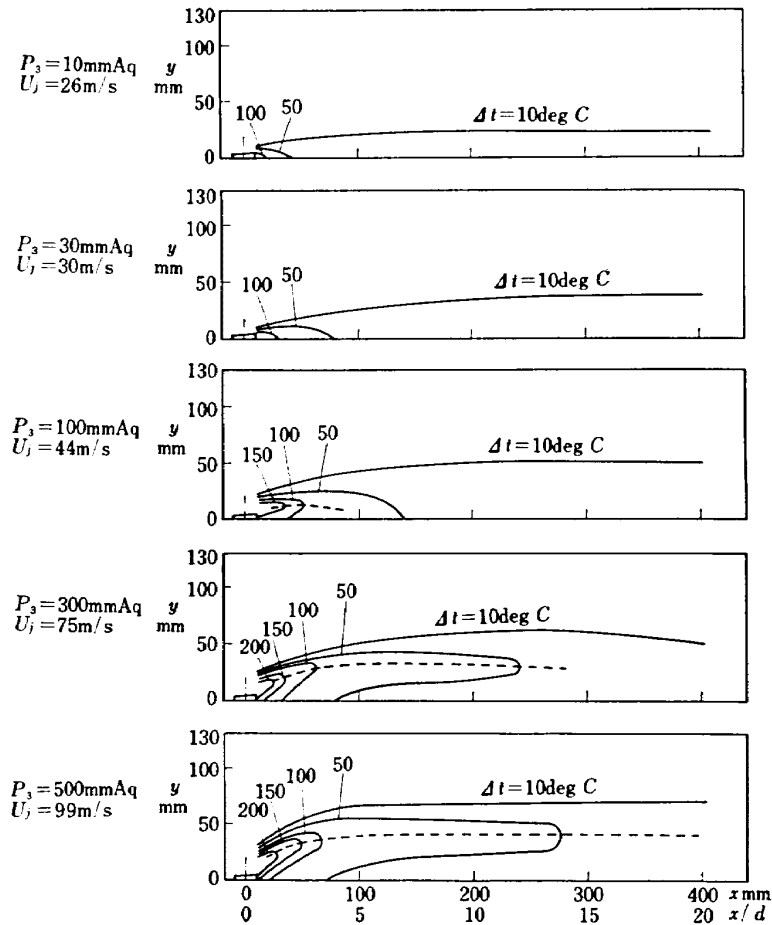 130
100
P₃=10mmAq y
U_j=26m/s mm
50
100 50
Δt=10deg C
0
130
100
P₃=30mmAq y
U_j=30m/s mm
50
100 50
Δt=10deg C
0
130
100
P₃=100mmAq y
U_j=44m/s mm
50
150 100 50
Δt=10deg C
0
130
100
P₃=300mmAq y
U_j=75m/s mm
50
200 150 100 50
Δt=10deg C
0
130
100
P₃=500mmAq y
U_j=99m/s mm
50
200 150 100 50
Δt=10deg C
0
0 100 200 300 400 x mm
0 5 10 15 20 x/d